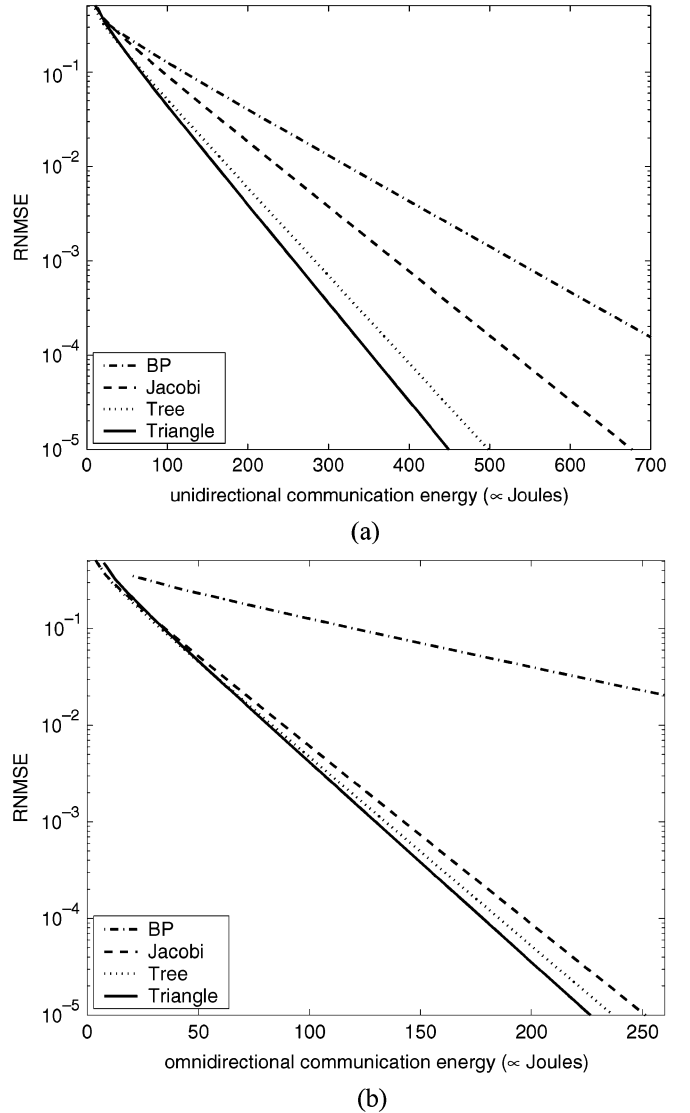 10^-1
10^-2
10^-3
10^-4
10^-5
RNMSE
BP
Jacobi
Tree
Triangle
0 100 200 300 400 500 600 700
unidirectional communication energy (∝ Joules)
(a)
10^-1
10^-2
10^-3
10^-4
10^-5
RNMSE
BP
Jacobi
Tree
Triangle
0 50 100 150 200 250
omnidirectional communication energy (∝ Joules)
(b)